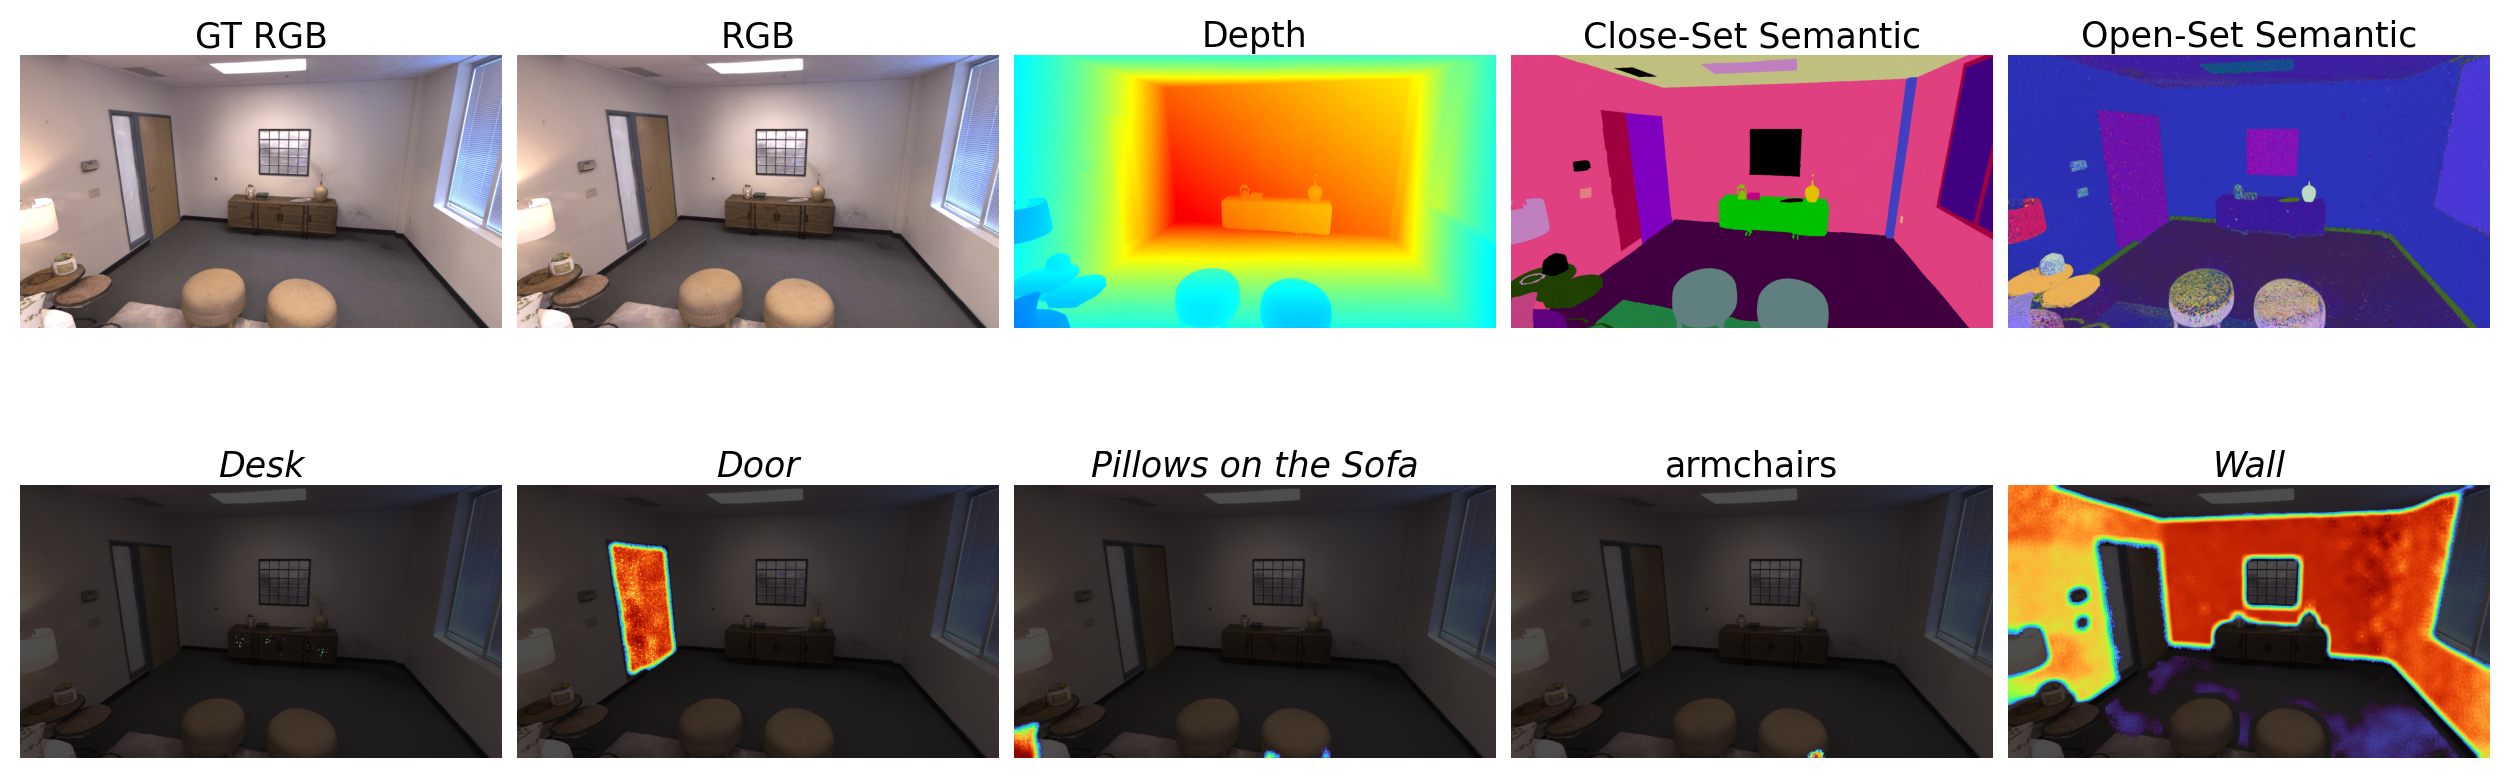 GT RGB
RGB
Depth
Close-Set Semantic
Open-Set Semantic
Desk
Door
Pillows on the Sofa
armchairs
Wall